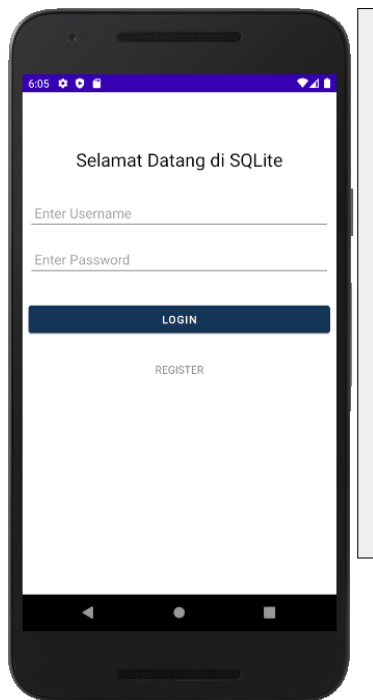 6:05
Selamat Datang di SQLite
Enter Username
Enter Password
LOGIN
REGISTER